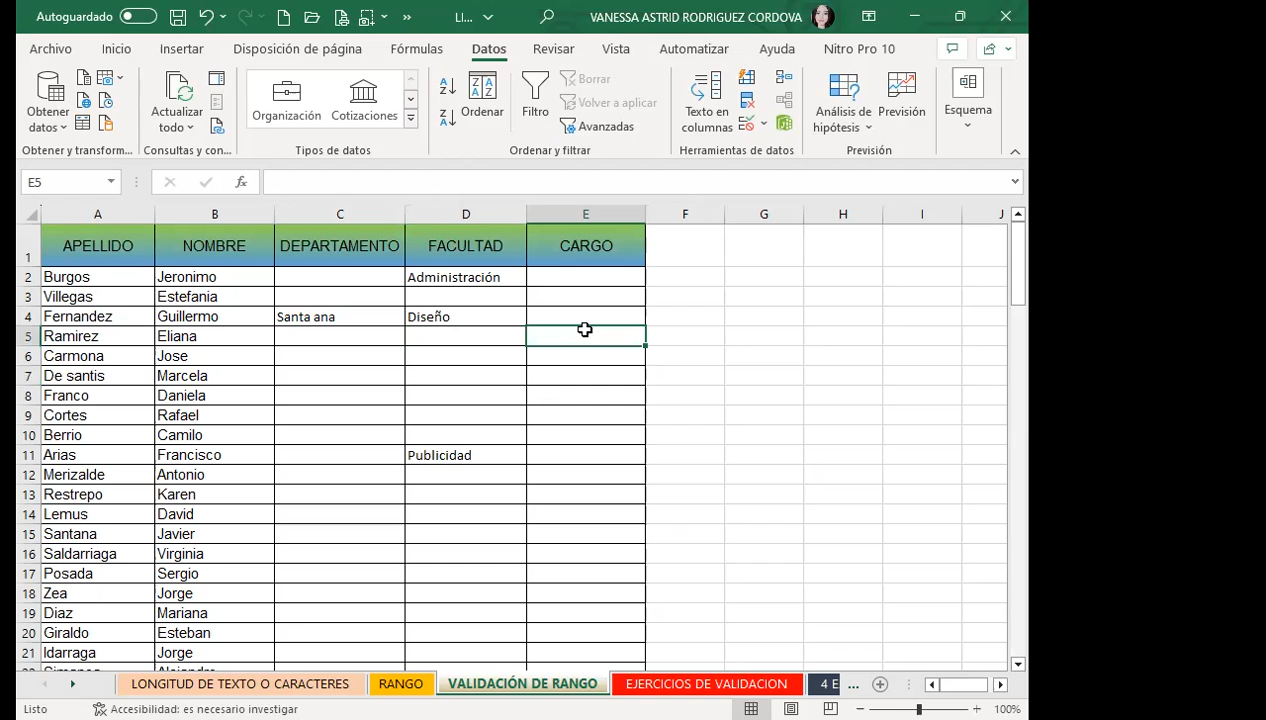 Autoguardado LI... VANESSA ASTRID RODRIGUEZ CORDOVA
Archivo Inicio Insertar Disposición de página Fórmulas Datos Revisar Vista Automatizar Ayuda Nitro Pro 10
Obtener datos Actualizar todo Organización Cotizaciones Ordenar Filtro Borrar Volver a aplicar Avanzadas Texto en columnas Análisis de hipótesis Previsión Esquema
Obtener y transform... Consultas y con... Tipos de datos Ordenar y filtrar Herramientas de datos Previsión
E5 fx
A B C D E F G H I J
1 APELLIDO NOMBRE DEPARTAMENTO FACULTAD CARGO
2 Burgos Jeronimo Administración
3 Villegas Estefania
4 Fernandez Guillermo Santa ana Diseño
5 Ramirez Eliana
6 Carmona Jose
7 De santis Marcela
8 Franco Daniela
9 Cortes Rafael
10 Berrio Camilo
11 Arias Francisco Publicidad
12 Merizalde Antonio
13 Restrepo Karen
14 Lemus David
15 Santana Javier
16 Saldarriaga Virginia
17 Posada Sergio
18 Zea Jorge
19 Diaz Mariana
20 Giraldo Esteban
21 Idarraga Jorge
LONGITUD DE TEXTO O CARACTERES RANGO VALIDACIÓN DE RANGO EJERCICIOS DE VALIDACION 4 E ...
Listo Accesibilidad: es necesario investigar 100%